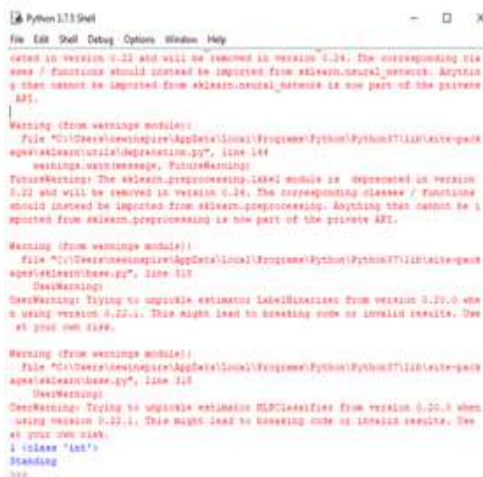 Python 3.7.3 Shell
File Edit Shell Debug Options Window Help
cated in version 0.22 and will be removed in version 0.24. The corresponding cla
sses / functions should instead be imported from sklearn.neural_network. Anythin
g that cannot be imported from sklearn.neural_network is now part of the private
API.
Warning (from warnings module):
File "C:\Users\newinspire\AppData\Local\Programs\Python\Python37\lib\site-pack
ages\sklearn\utils\deprecation.py", line 144
warnings.warn(message, FutureWarning)
FutureWarning: The sklearn.preprocessing.label module is deprecated in version
0.22 and will be removed in version 0.24. The corresponding classes / functions
should instead be imported from sklearn.preprocessing. Anything that cannot be i
mported from sklearn.preprocessing is now part of the private API.
Warning (from warnings module):
File "C:\Users\newinspire\AppData\Local\Programs\Python\Python37\lib\site-pack
ages\sklearn\base.py", line 318
UserWarning)
UserWarning: Trying to unpickle estimator LabelBinarizer from version 0.20.0 whe
n using version 0.22.1. This might lead to breaking code or invalid results. Use
at your own risk.
Warning (from warnings module):
File "C:\Users\newinspire\AppData\Local\Programs\Python\Python37\lib\site-pack
ages\sklearn\base.py", line 318
UserWarning)
UserWarning: Trying to unpickle estimator MLPClassifier from version 0.20.0 when
using version 0.22.1. This might lead to breaking code or invalid results. Use
at your own risk.
1 <class 'int'>
Standing
>>>